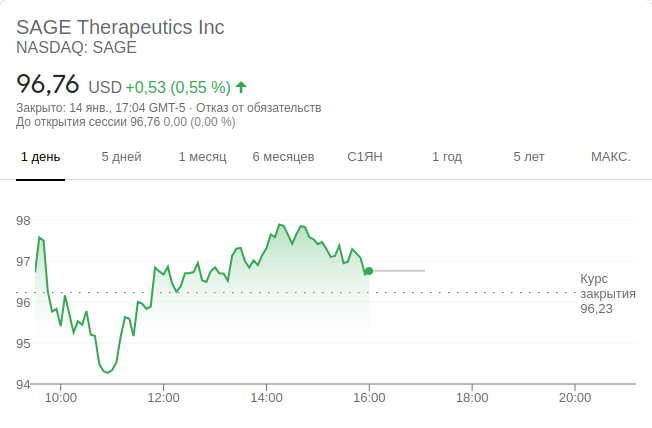 SAGE Therapeutics Inc
NASDAQ: SAGE
96,76 USD +0,53 (0,55 %)
Закрыто: 14 янв., 17:04 GMT-5 · Отказ от обязательств
До открытия сессии 96,76 0,00 (0,00 %)
1 день 5 дней 1 месяц 6 месяцев С1ЯН 1 год 5 лет МАКС.
98
97
96
95
94
Курс
закрытия
96,23
10:00 12:00 14:00 16:00 18:00 20:00